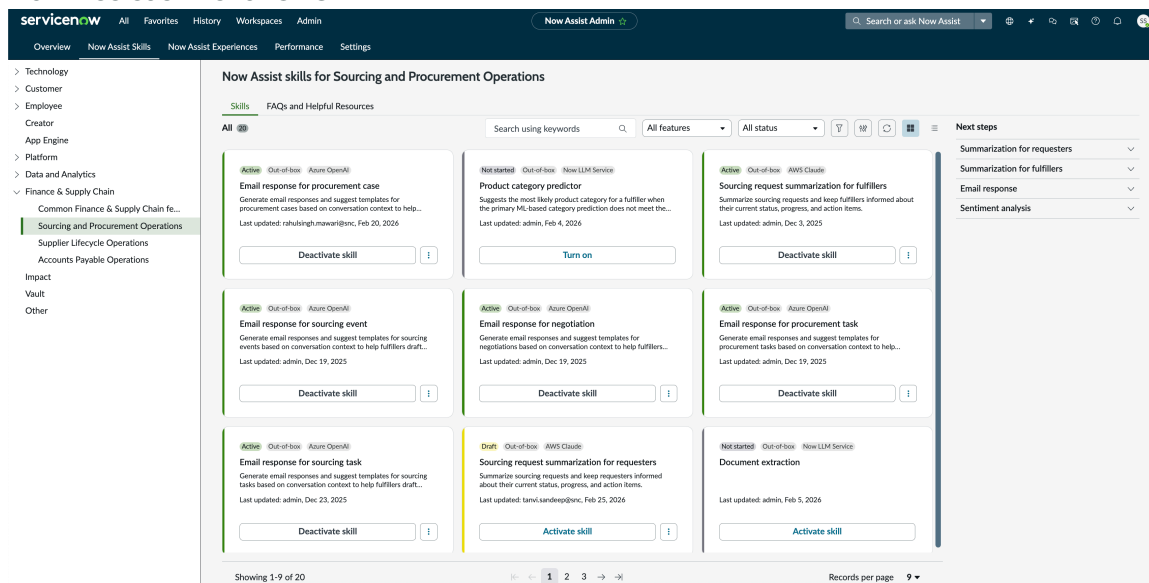 servicenow All Favorites History Workspaces Admin Now Assist Admin ☆ Search or ask Now Assist SS
Overview Now Assist Skills Now Assist Experiences Performance Settings
Technology
Customer
Employee
Creator
App Engine
Platform
Data and Analytics
Finance & Supply Chain
Common Finance & Supply Chain fe...
Sourcing and Procurement Operations
Supplier Lifecycle Operations
Accounts Payable Operations
Impact
Vault
Other
Now Assist skills for Sourcing and Procurement Operations
Skills FAQs and Helpful Resources
All 20 Search using keywords All features All status
Active Out-of-box Azure OpenAI
Email response for procurement case
Generate email responses and suggest templates for
procurement cases based on conversation context to help...
Last updated: rahulsingh.mawari@snc, Feb 20, 2026
Deactivate skill
Not started Out-of-box Now LLM Service
Product category predictor
Suggests the most likely product category for a fulfiller when
the primary ML-based category prediction does not meet the...
Last updated: admin, Feb 4, 2026
Turn on
Active Out-of-box AWS Claude
Sourcing request summarization for fulfillers
Summarize sourcing requests and keep fulfillers informed about
their current status, progress, and action items.
Last updated: admin, Dec 3, 2025
Deactivate skill
Active Out-of-box Azure OpenAI
Email response for sourcing event
Generate email responses and suggest templates for sourcing
events based on conversation context to help fulfillers draft...
Last updated: admin, Dec 19, 2025
Deactivate skill
Active Out-of-box Azure OpenAI
Email response for negotiation
Generate email responses and suggest templates for
negotiations based on conversation context to help fulfillers...
Last updated: admin, Dec 19, 2025
Deactivate skill
Active Out-of-box Azure OpenAI
Email response for procurement task
Generate email responses and suggest templates for
procurement tasks based on conversation context to help...
Last updated: admin, Dec 19, 2025
Deactivate skill
Active Out-of-box Azure OpenAI
Email response for sourcing task
Generate email responses and suggest templates for sourcing
tasks based on conversation context to help fulfillers draft...
Last updated: admin, Dec 23, 2025
Deactivate skill
Draft Out-of-box AWS Claude
Sourcing request summarization for requesters
Summarize sourcing requests and keep requesters informed
about their current status, progress, and action items.
Last updated: tanvi.sandeep@snc, Feb 25, 2026
Activate skill
Not started Out-of-box Now LLM Service
Document extraction
Last updated: admin, Feb 5, 2026
Activate skill
Next steps
Summarization for requesters
Summarization for fulfillers
Email response
Sentiment analysis
Showing 1-9 of 20 1 2 3 Records per page 9